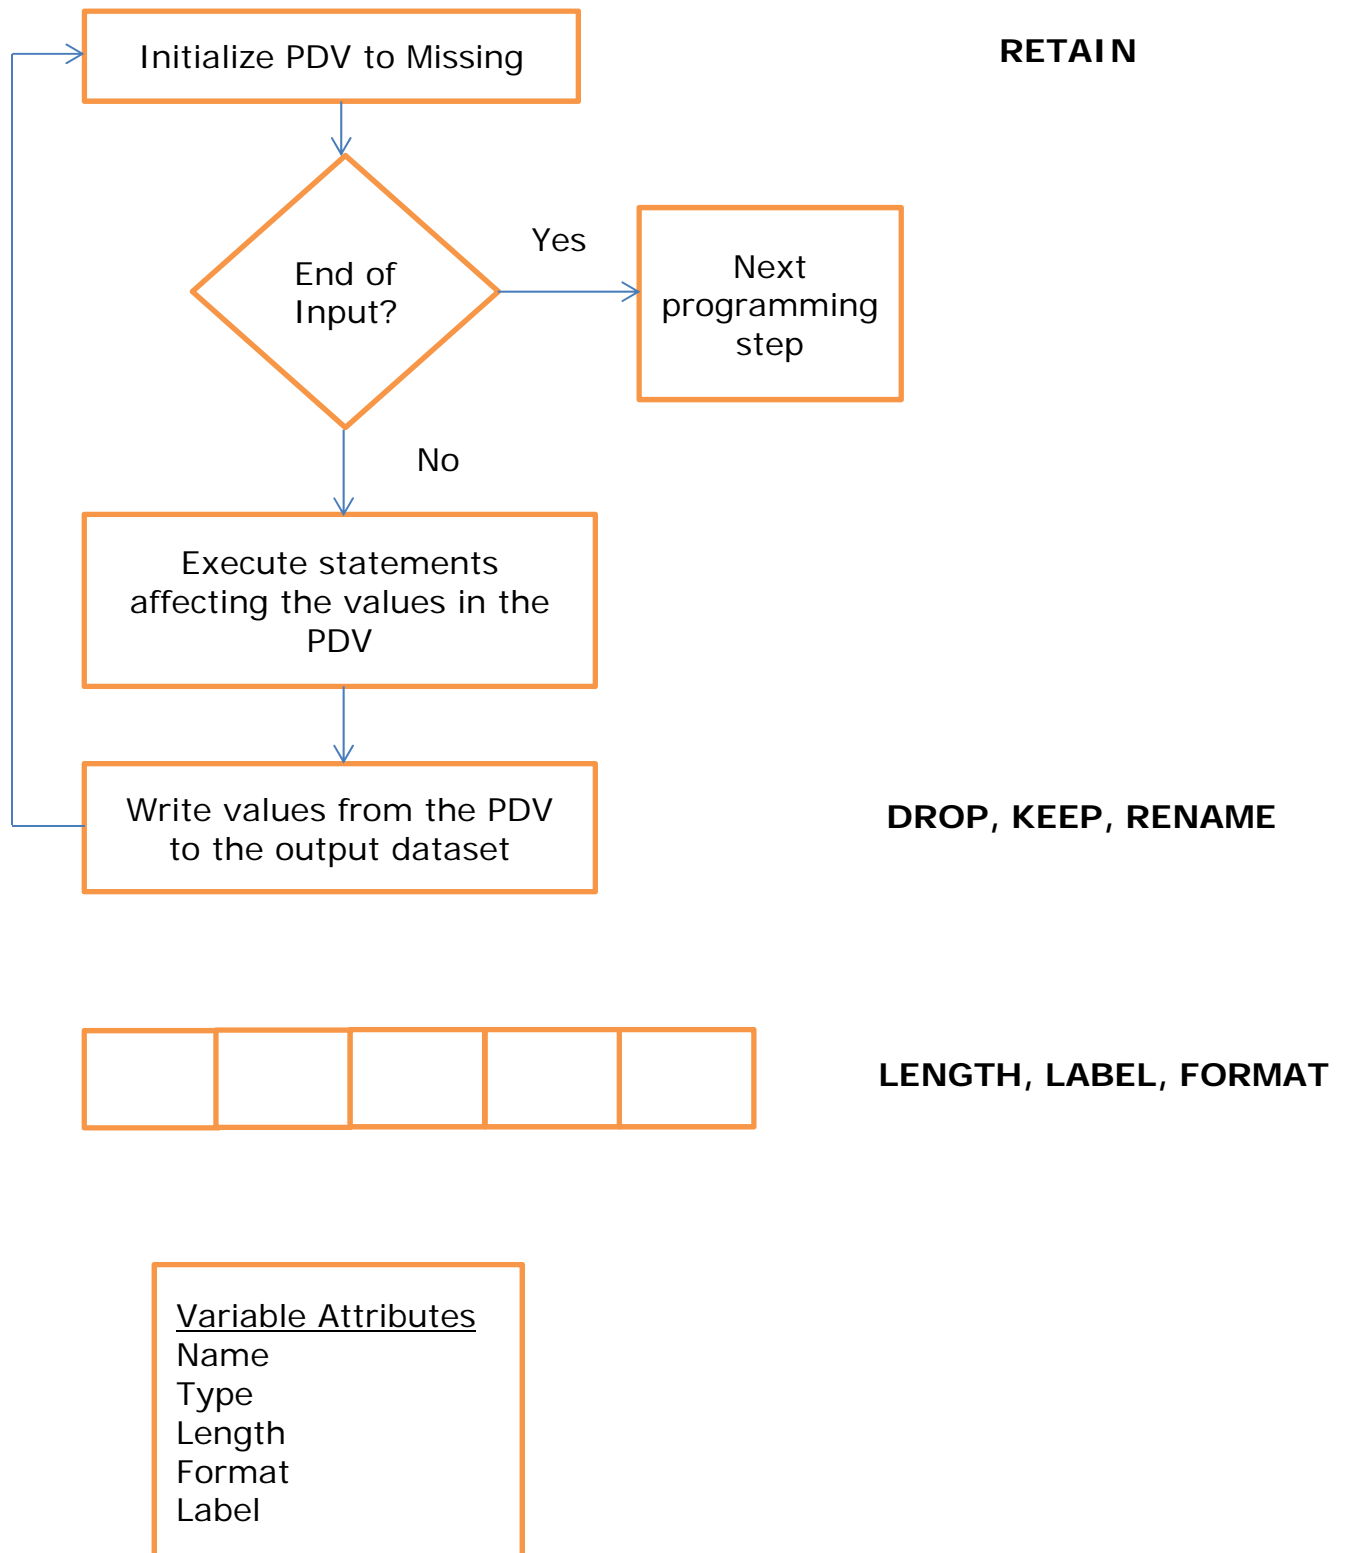 Initialize PDV to Missing
RETAIN
Yes
End of
Input?
Next
programming
step
No
Execute statements
affecting the values in the
PDV
Write values from the PDV
to the output dataset
DROP, KEEP, RENAME
LENGTH, LABEL, FORMAT
Variable Attributes
Name
Type
Length
Format
Label